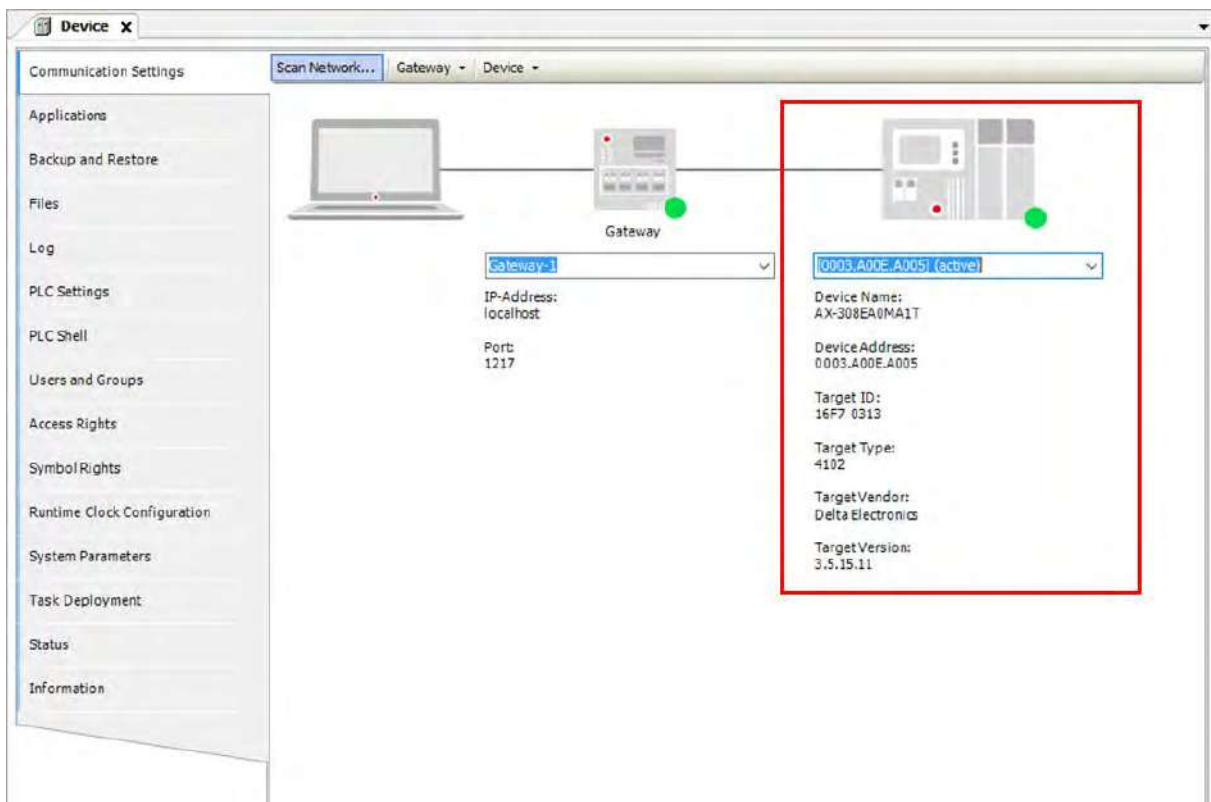 Device X
Communication Settings
Applications
Backup and Restore
Files
Log
PLC Settings
PLC Shell
Users and Groups
Access Rights
Symbol Rights
Runtime Clock Configuration
System Parameters
Task Deployment
Status
Information
Scan Network... Gateway Device
Gateway
Gateway-1
IP-Address:
localhost
Port:
1217
[0003.A00E.A005] (active)
Device Name:
AX-308EA0MA1T
Device Address:
0003.A00E.A005
Target ID:
16F7 0313
Target Type:
4102
Target Vendor:
Delta Electronics
Target Version:
3.5.15.11